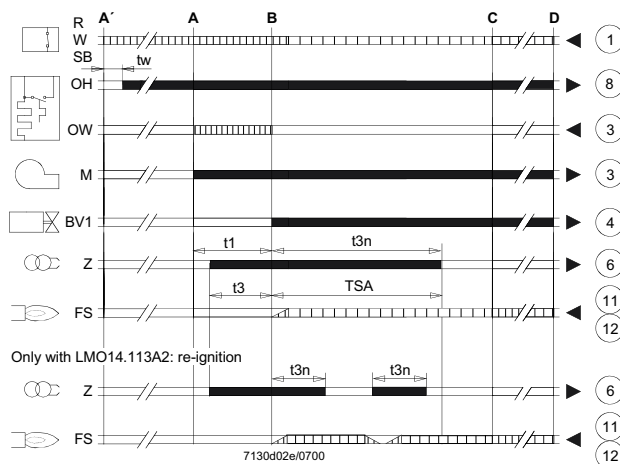 A´ A B C D
R
W 1
SB tw
OH 8
OW 3
M 3
BV1 4
t1 t3n
Z 6
t3 TSA
FS 11
12
Only with LMO14.113A2: re-ignition
t3n t3n
Z 6
FS 11
12
7130d02e/0700